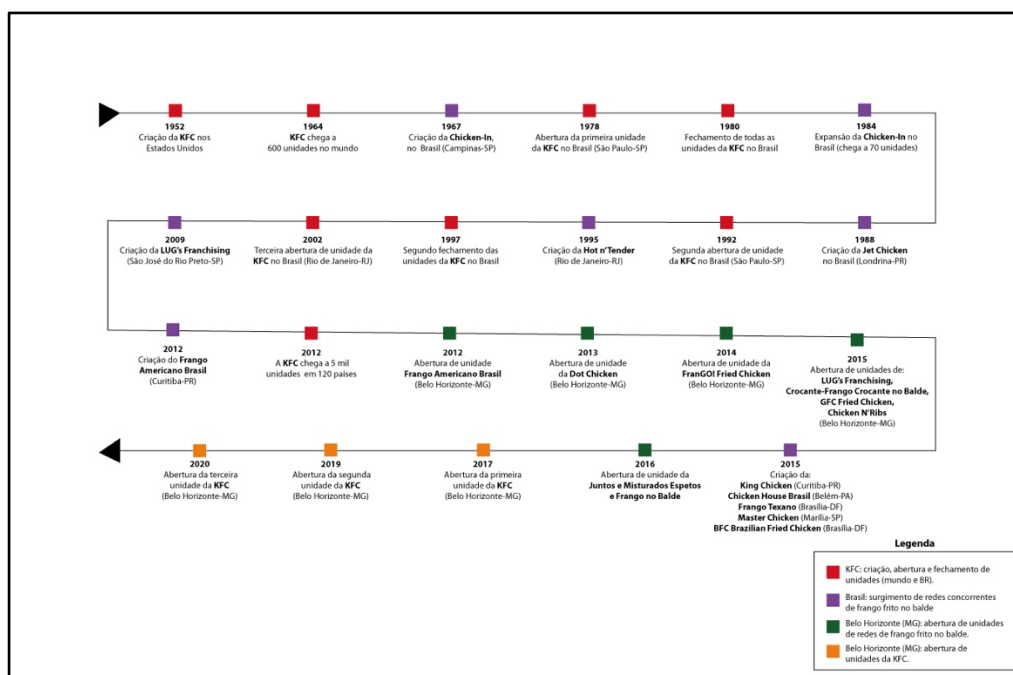 1952
Criação da KFC nos
Estados Unidos
1964
KFC chega a
600 unidades no mundo
1967
Criação da Chicken-In,
no Brasil (Campinas-SP)
1978
Abertura da primeira unidade
da KFC no Brasil (São Paulo-SP)
1980
Fechamento de todas as
unidades da KFC no Brasil
1984
Expansão da Chicken-In no
Brasil (chega a 70 unidades)
2009
Criação da LUG's Franchising
(São José do Rio Preto-SP)
2002
Terceira abertura de unidade da
KFC no Brasil (Rio de Janeiro-RJ)
1997
Segundo fechamento das
unidades da KFC no Brasil
1995
Criação da Hot n'Tender
(Rio de Janeiro-RJ)
1992
Segunda abertura de unidade
da KFC no Brasil (São Paulo-SP)
1988
Criação da Jet Chicken
no Brasil (Londrina-PR)
2012
Criação do Frango
Americano Brasil
(Curitiba-PR)
2012
A KFC chega a 5 mil
unidades em 120 países
2012
Abertura de unidade
Frango Americano Brasil
(Belo Horizonte-MG)
2013
Abertura de unidade
da Dot Chicken
(Belo Horizonte-MG)
2014
Abertura de unidade da
FranGO! Fried Chicken
(Belo Horizonte-MG)
2015
Abertura de unidades de:
LUG's Franchising,
Crocante-Frango Crocante no Balde,
GFC Fried Chicken,
Chicken N'Ribs
(Belo Horizonte-MG)
2020
Abertura da terceira
unidade da KFC
(Belo Horizonte-MG)
2019
Abertura da segunda
unidade da KFC
(Belo Horizonte-MG)
2017
Abertura da primeira
unidade da KFC
(Belo Horizonte-MG)
2016
Abertura de unidade da
Juntos e Misturados Espetos
e Frango no Balde
2015
Criação da:
King Chicken (Curitiba-PR)
Chicken House Brasil (Belém-PA)
Frango Texano (Brasília-DF)
Master Chicken (Marília-SP)
BFC Brazilian Fried Chicken (Brasília-DF)
Legenda
KFC: criação, abertura e fechamento de
unidades (mundo e BR).
Brasil: surgimento de redes concorrentes
de frango frito no balde
Belo Horizonte (MG): abertura de unidades
de redes de frango frito no balde.
Belo Horizonte (MG): abertura de
unidades da KFC.